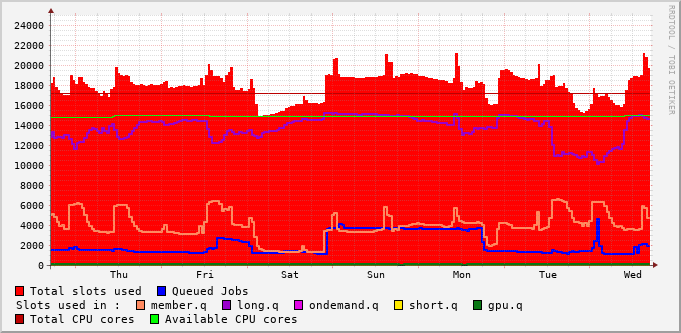 24000
22000
20000
18000
16000
14000
12000
10000
8000
6000
4000
2000
0
Thu Fri Sat Sun Mon Tue Wed
RRDTOOL / TOBI OETIKER
Total slots used Queued Jobs
Slots used in : member.q long.q ondemand.q short.q gpu.q
Total CPU cores Available CPU cores